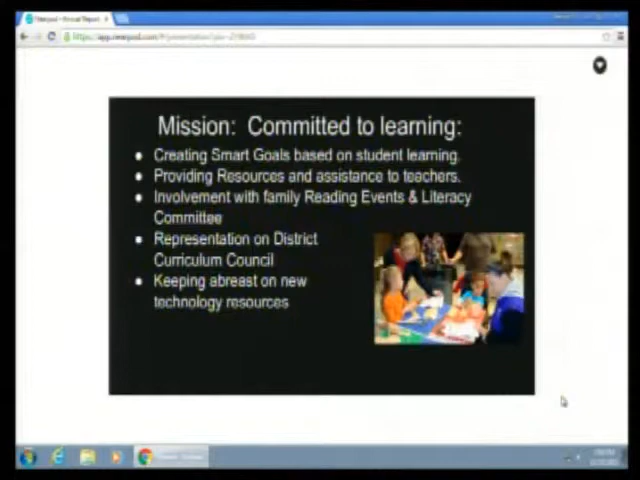 Mission: Committed to learning:
Creating Smart Goals based on student learning.
Providing Resources and assistance to teachers.
Involvement with family Reading Events & Literacy
Committee
Representation on District
Curriculum Council
Keeping abreast on new
technology resources